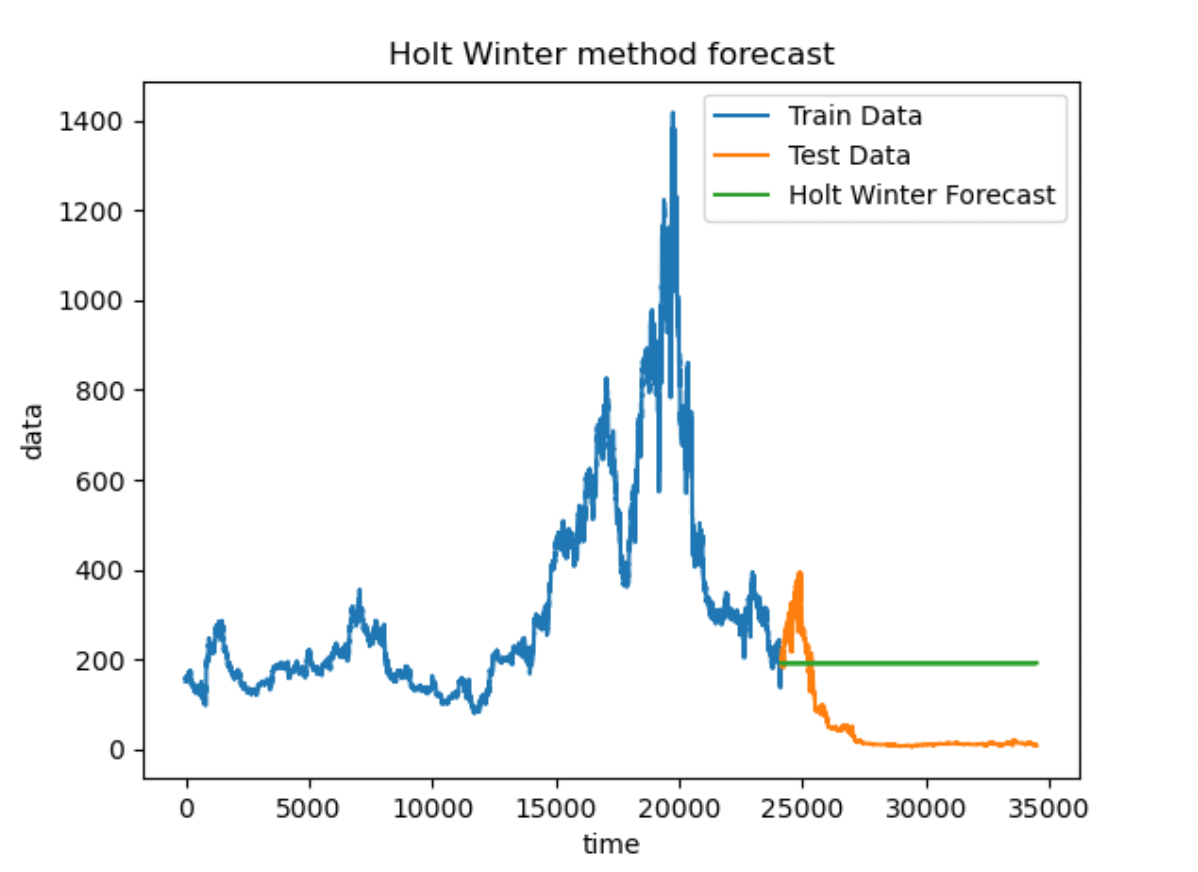 Holt Winter method forecast
Train Data
Test Data
Holt Winter Forecast
1400
1200
1000
800
600
400
200
0
data
0 5000 10000 15000 20000 25000 30000 35000
time